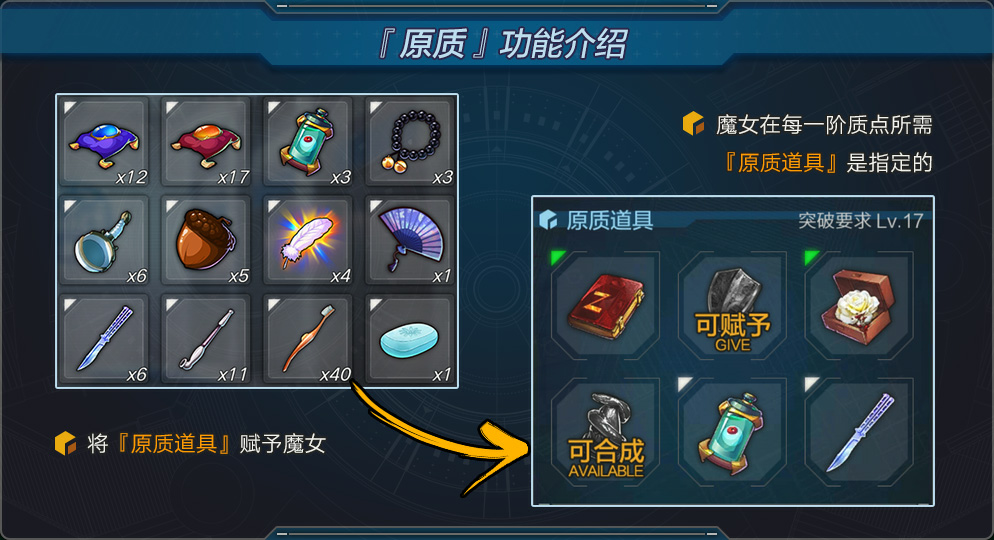 『原质』功能介绍
x12
x17
x3
x3
x6
x5
x4
x1
x6
x11
x40
x1
将『原质道具』赋予魔女
魔女在每一阶质点所需
『原质道具』是指定的
原质道具
突破要求 Lv.17
Z
可赋予
GIVE
可合成
AVAILABLE